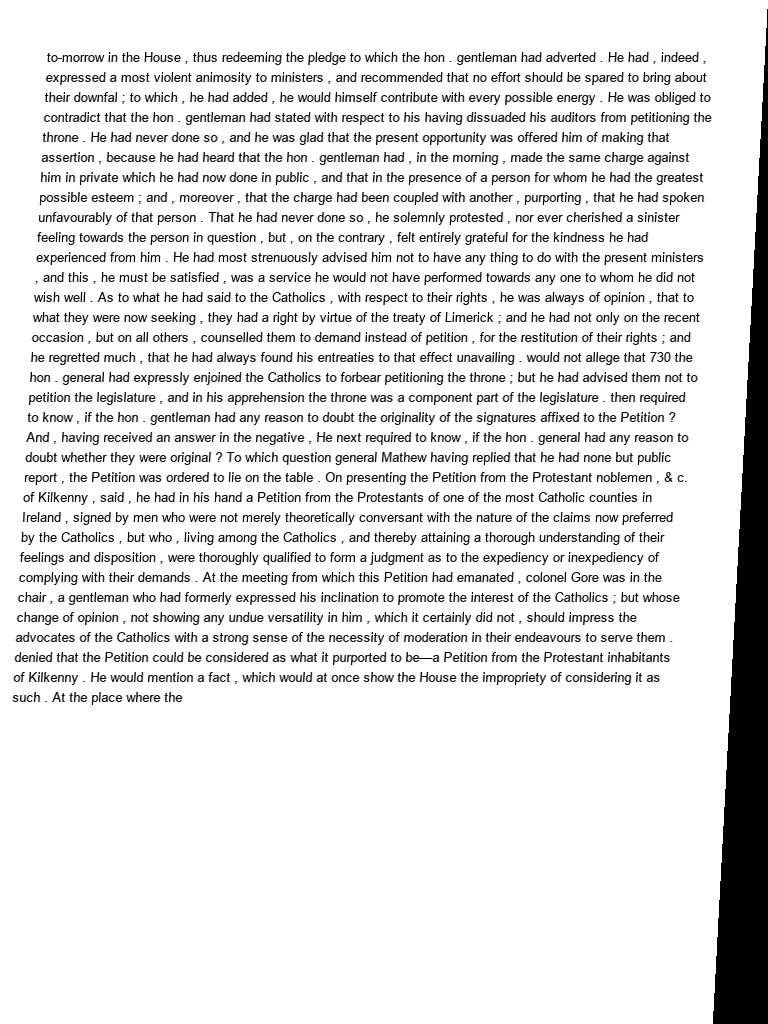 to-morrow in the House , thus redeeming the pledge to which the hon . gentleman had adverted . He had , indeed ,
expressed a most violent animosity to ministers , and recommended that no effort should be spared to bring about
their downfal ; to which , he had added , he would himself contribute with every possible energy . He was obliged to
contradict that the hon . gentleman had stated with respect to his having dissuaded his auditors from petitioning the
throne . He had never done so , and he was glad that the present opportunity was offered him of making that
assertion , because he had heard that the hon . gentleman had , in the morning , made the same charge against
him in private which he had now done in public , and that in the presence of a person for whom he had the greatest
possible esteem ; and , moreover , that the charge had been coupled with another , purporting , that he had spoken
unfavourably of that person . That he had never done so , he solemnly protested , nor ever cherished a sinister
feeling towards the person in question , but , on the contrary , felt entirely grateful for the kindness he had
experienced from him . He had most strenuously advised him not to have any thing to do with the present ministers
, and this , he must be satisfied , was a service he would not have performed towards any one to whom he did not
wish well . As to what he had said to the Catholics , with respect to their rights , he was always of opinion , that to
what they were now seeking , they had a right by virtue of the treaty of Limerick ; and he had not only on the recent
occasion , but on all others , counselled them to demand instead of petition , for the restitution of their rights ; and
he regretted much , that he had always found his entreaties to that effect unavailing . would not allege that 730 the
hon . general had expressly enjoined the Catholics to forbear petitioning the throne ; but he had advised them not to
petition the legislature , and in his apprehension the throne was a component part of the legislature . then required
to know , if the hon . gentleman had any reason to doubt the originality of the signatures affixed to the Petition ?
And , having received an answer in the negative , He next required to know , if the hon . general had any reason to
doubt whether they were original ? To which question general Mathew having replied that he had none but public
report , the Petition was ordered to lie on the table . On presenting the Petition from the Protestant noblemen , & c.
of Kilkenny , said , he had in his hand a Petition from the Protestants of one of the most Catholic counties in
Ireland , signed by men who were not merely theoretically conversant with the nature of the claims now preferred
by the Catholics , but who , living among the Catholics , and thereby attaining a thorough understanding of their
feelings and disposition , were thoroughly qualified to form a judgment as to the expediency or inexpediency of
complying with their demands . At the meeting from which this Petition had emanated , colonel Gore was in the
chair , a gentleman who had formerly expressed his inclination to promote the interest of the Catholics ; but whose
change of opinion , not showing any undue versatility in him , which it certainly did not , should impress the
advocates of the Catholics with a strong sense of the necessity of moderation in their endeavours to serve them .
denied that the Petition could be considered as what it purported to be—a Petition from the Protestant inhabitants
of Kilkenny . He would mention a fact , which would at once show the House the impropriety of considering it as
such . At the place where the